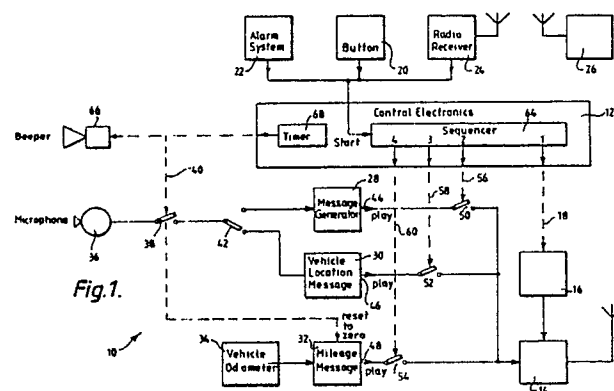 Alarm System 22
Button 20
Radio Receiver 24
26
66
Beeper
Control Electronics 12
68 Timer
Start
Sequencer 64
4 3 2 1
40
58
56
60
18
Microphone
36
38
42
Message Generator 28
44 play
50
16
Vehicle Location Message 30
46 play
52
Fig.1.
10
reset to zero
34 Vehicle Odometer
32 Mileage Message
48 play
54
14